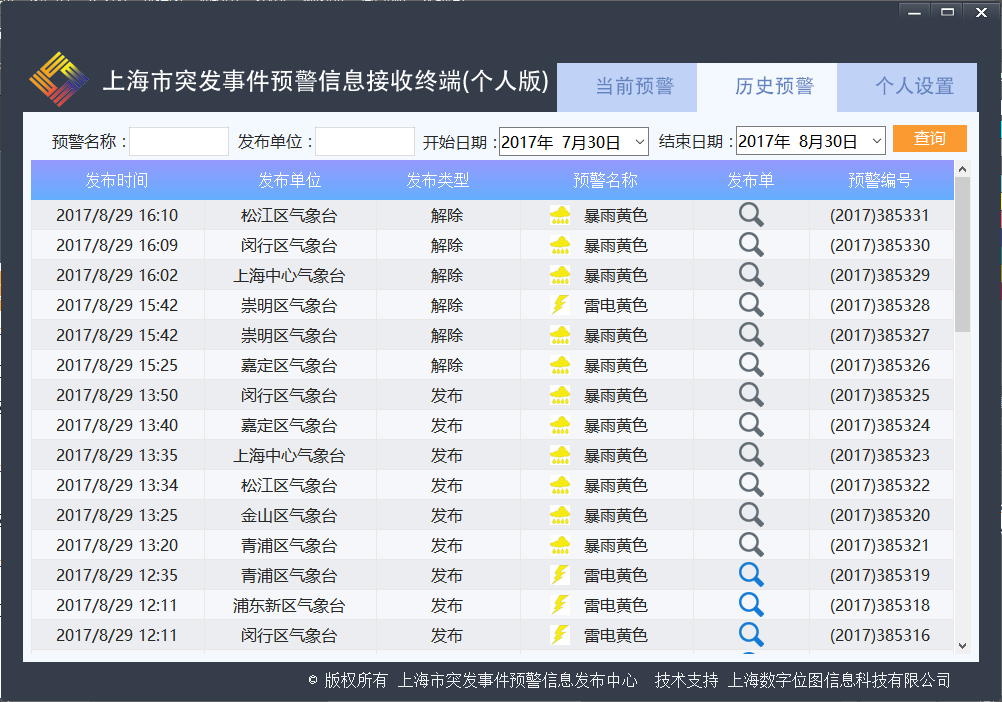 上海市突发事件预警信息接收终端(个人版) 当前预警 历史预警 个人设置
预警名称: 发布单位: 开始日期: 2017年 7月30日 结束日期: 2017年 8月30日 查询
发布时间 发布单位 发布类型 预警名称 发布单 预警编号
2017/8/29 16:10 松江区气象台 解除 暴雨黄色 (2017)385331
2017/8/29 16:09 闵行区气象台 解除 暴雨黄色 (2017)385330
2017/8/29 16:02 上海中心气象台 解除 暴雨黄色 (2017)385329
2017/8/29 15:42 崇明区气象台 解除 雷电黄色 (2017)385328
2017/8/29 15:42 崇明区气象台 解除 暴雨黄色 (2017)385327
2017/8/29 15:25 嘉定区气象台 解除 暴雨黄色 (2017)385326
2017/8/29 13:50 闵行区气象台 发布 暴雨黄色 (2017)385325
2017/8/29 13:40 嘉定区气象台 发布 暴雨黄色 (2017)385324
2017/8/29 13:35 上海中心气象台 发布 暴雨黄色 (2017)385323
2017/8/29 13:34 松江区气象台 发布 暴雨黄色 (2017)385322
2017/8/29 13:25 金山区气象台 发布 暴雨黄色 (2017)385320
2017/8/29 13:20 青浦区气象台 发布 暴雨黄色 (2017)385321
2017/8/29 12:35 青浦区气象台 发布 雷电黄色 (2017)385319
2017/8/29 12:11 浦东新区气象台 发布 雷电黄色 (2017)385318
2017/8/29 12:11 闵行区气象台 发布 雷电黄色 (2017)385316
© 版权所有 上海市突发事件预警信息发布中心 技术支持 上海数字位图信息科技有限公司